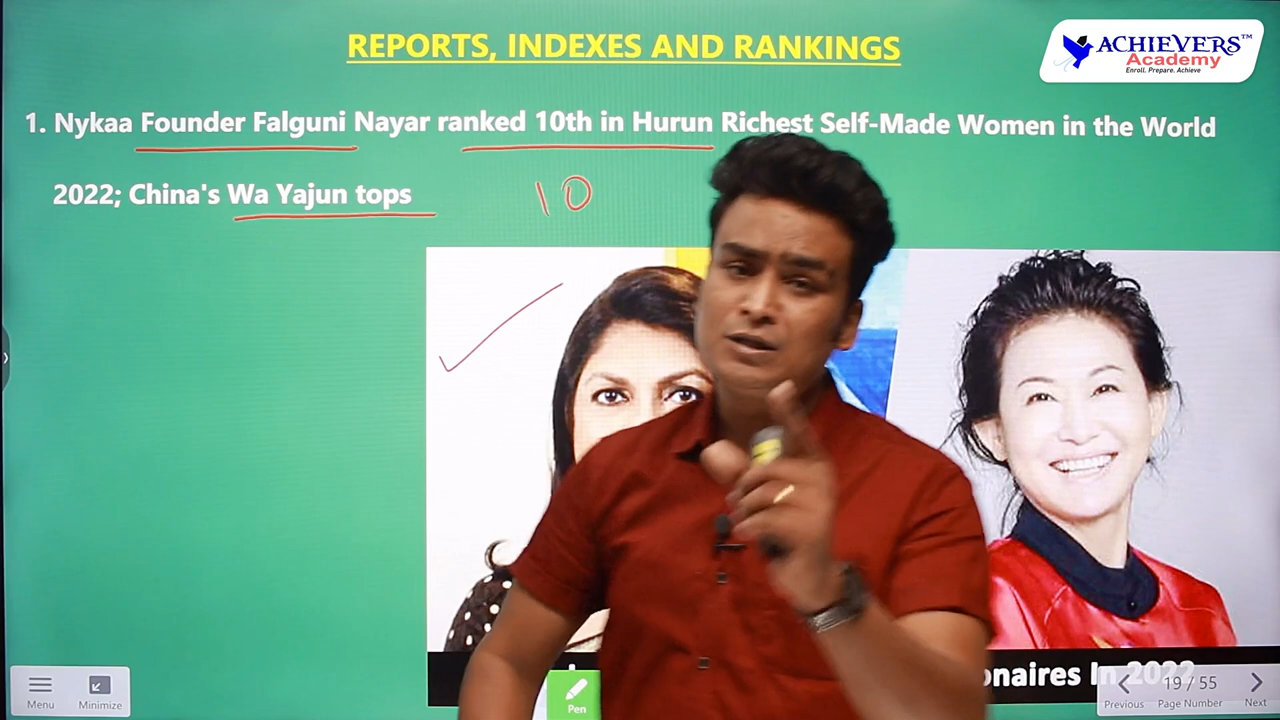 REPORTS, INDEXES AND RANKINGS
ACHIEVERS™
Academy
Enroll. Prepare. Achieve
1. Nykaa Founder Falguni Nayar ranked 10th in Hurun Richest Self-Made Women in the World
2022; China's Wa Yajun tops
10
In 2022
Menu
Minimize
Pen
Previous
19 / 55
Page Number
Next